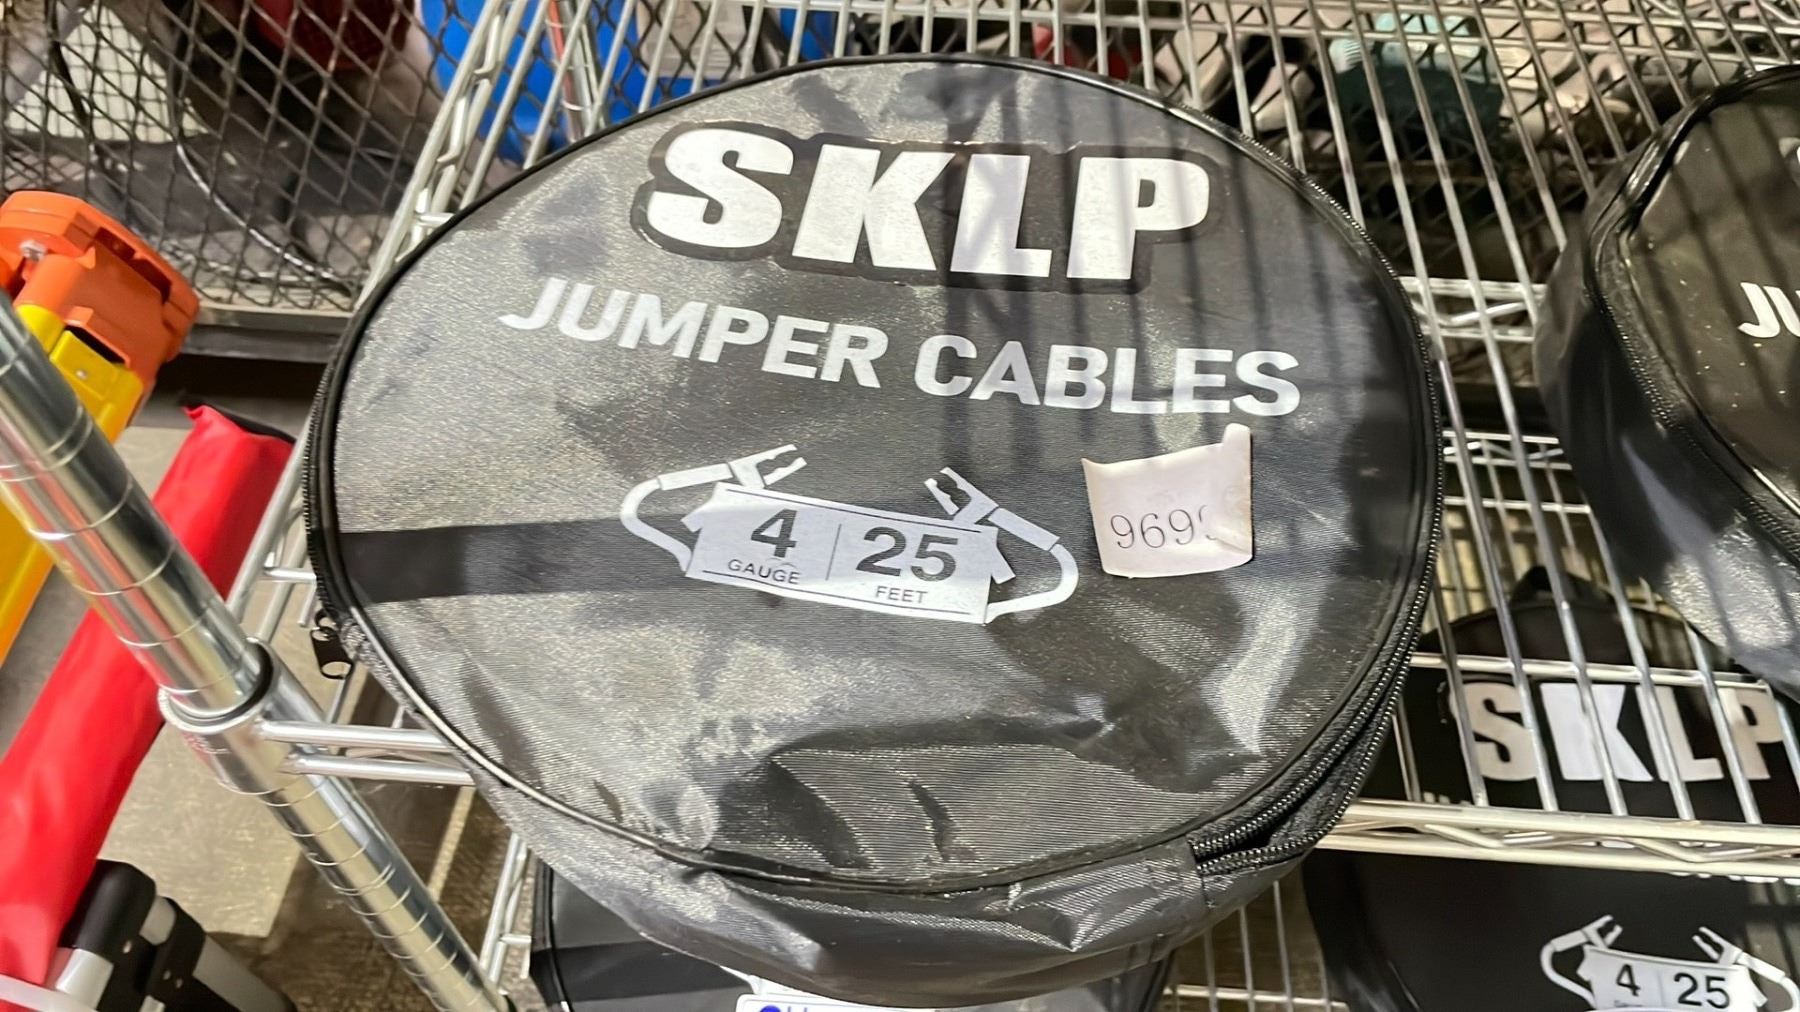 SKLP
JUMPER CABLES
4 25
GAUGE FEET
SKLP
4 25